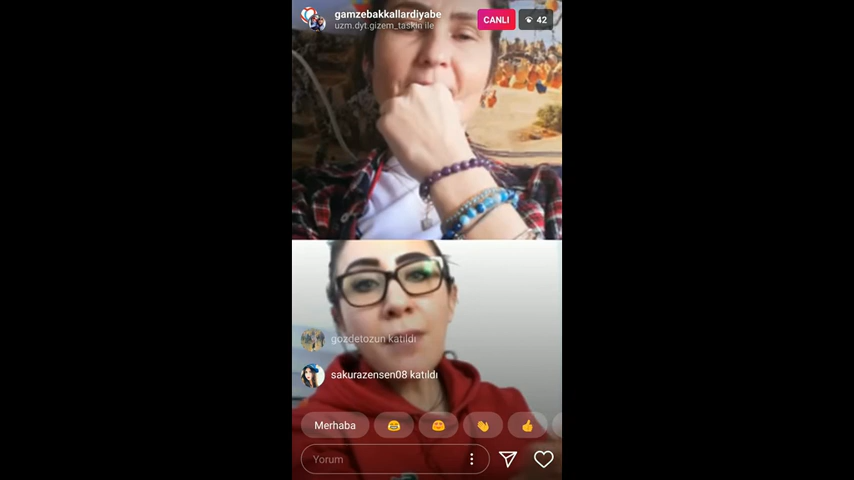 gamzebakkallardiyabe
uzm.dyt.gizem_taskin ile
CANLI
42
gozdetozun katıldı
sakurazensen08 katıldı
Merhaba
Yorum